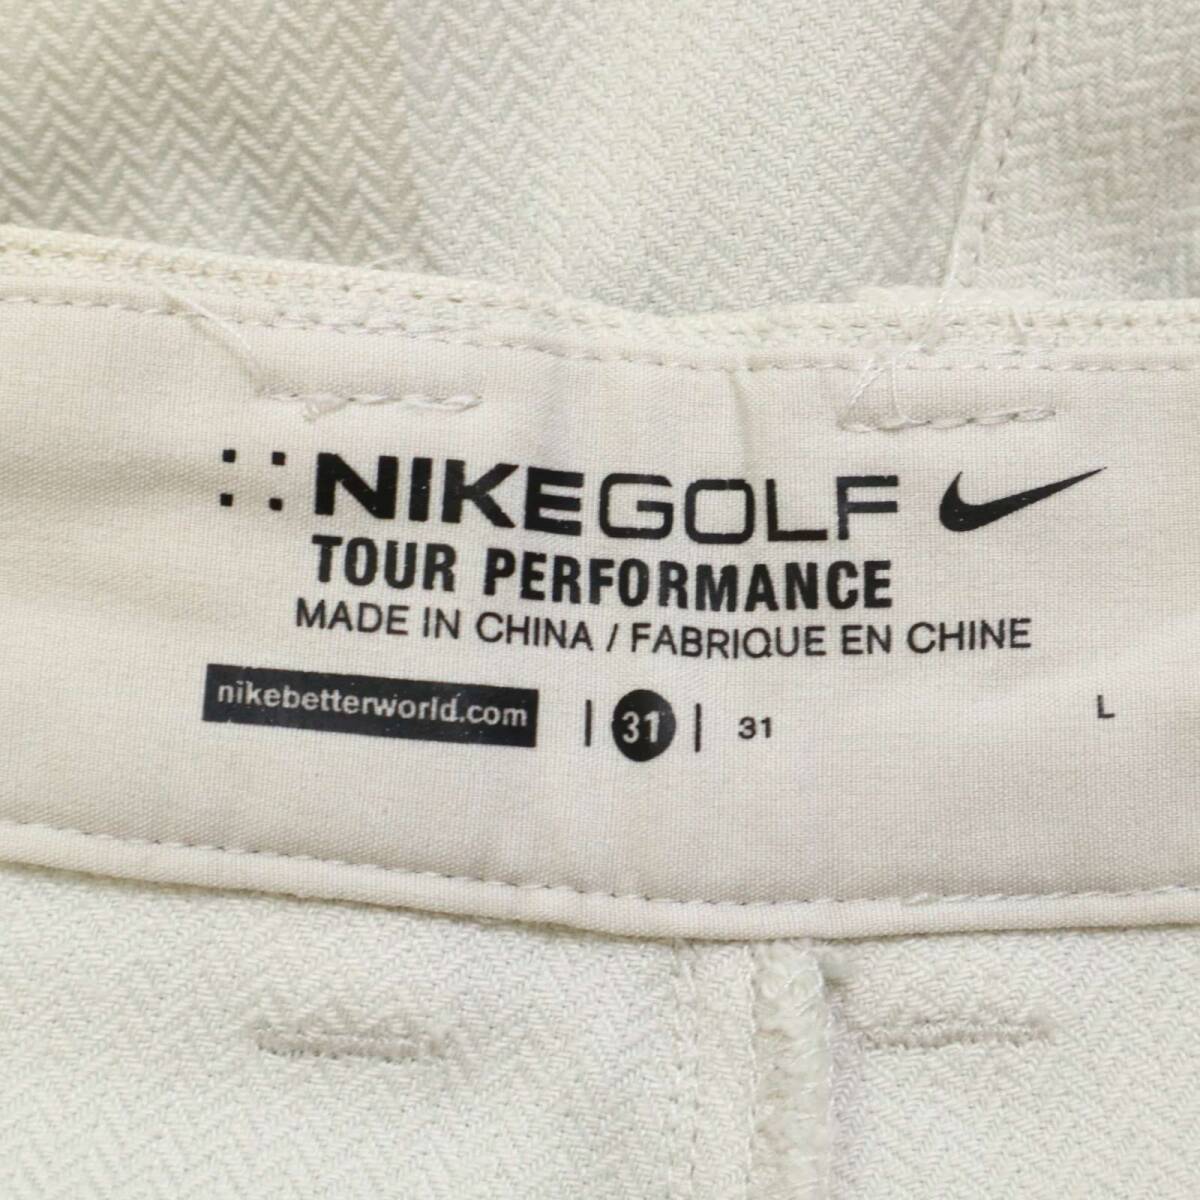 NIKEGOLF
TOUR PERFORMANCE
MADE IN CHINA / FABRIQUE EN CHINE
nikebetterworld.com | 31 | 31 L